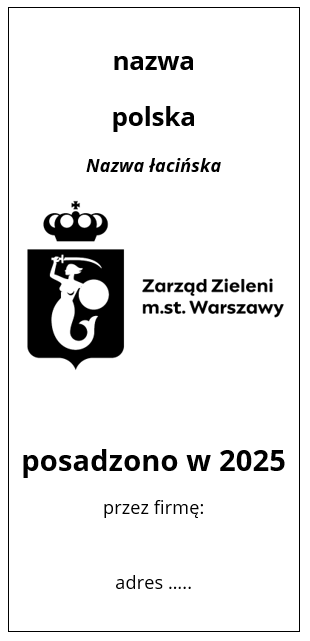 nazwa
polska
Nazwa łacińska
Zarząd Zieleni
m.st. Warszawy
posadzono w 2025
przez firmę:
adres .....